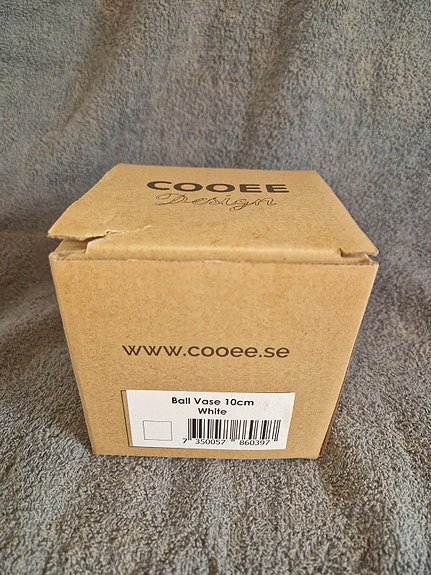 COOEE
Design
www.cooee.se
Ball Vase 10cm
White
7 350057 860397